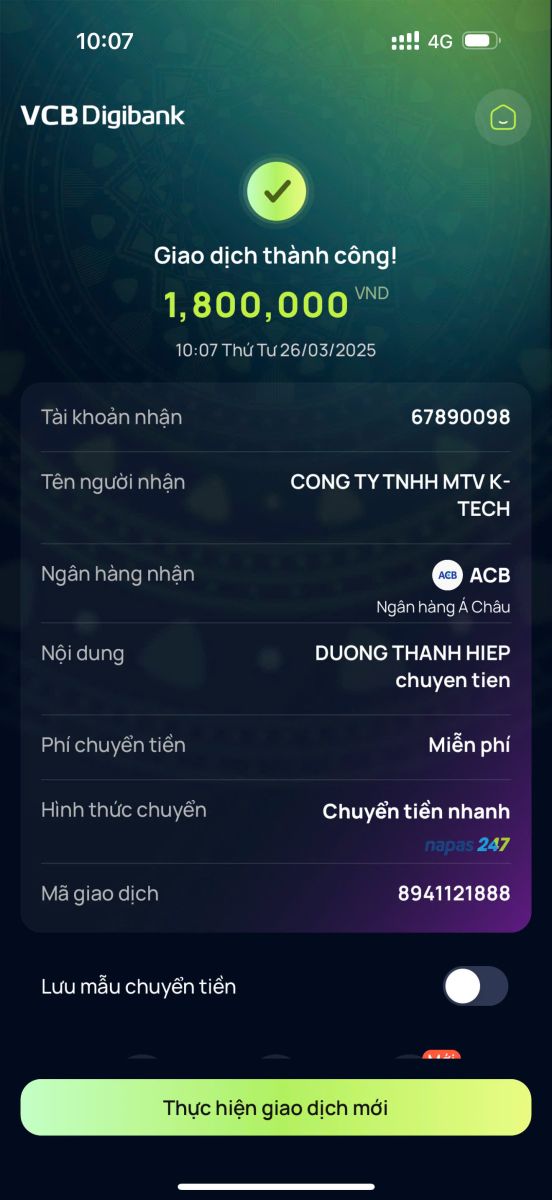 10:07
4G
VCB Digibank
Giao dịch thành công!
1,800,000 VND
10:07 Thứ Tư 26/03/2025
Tài khoản nhận 67890098
Tên người nhận CONG TY TNHH MTV K-
TECH
Ngân hàng nhận ACB ACB
Ngân hàng Á Châu
Nội dung DUONG THANH HIEP
chuyen tien
Phí chuyển tiền Miễn phí
Hình thức chuyển Chuyển tiền nhanh
napas 247
Mã giao dịch 8941121888
Lưu mẫu chuyển tiền
Thực hiện giao dịch mới